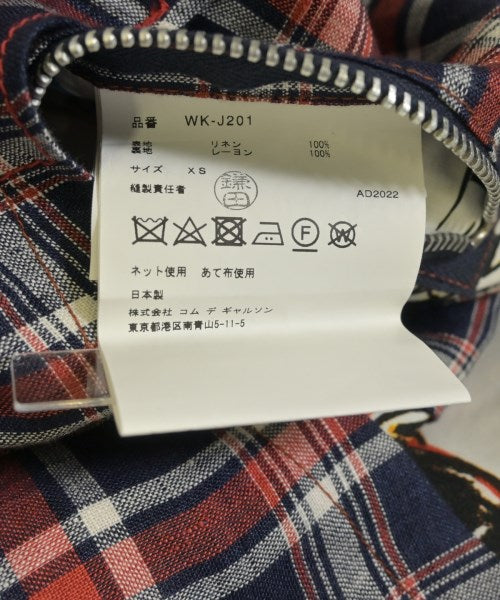 品番 WK-J201
表地 リネン 100%
裏地 レーヨン 100%
サイズ XS
縫製責任者 鎌田 AD2022
F
W
ネット使用 あて布使用
日本製
株式会社 コム デ ギャルソン
東京都港区南青山5-11-5